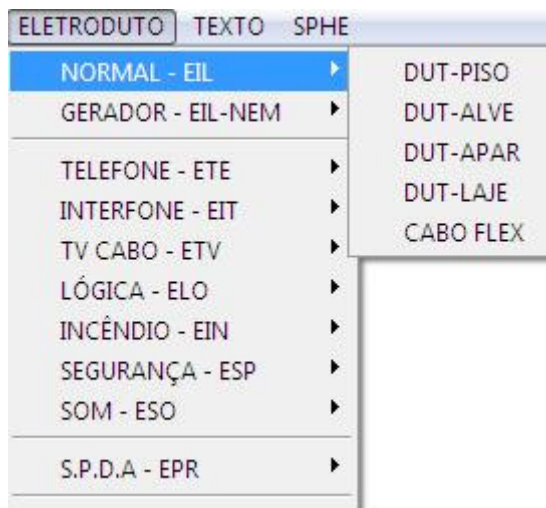 ELETRODUTO TEXTO SPHE
NORMAL - EIL
GERADOR - EIL-NEM
TELEFONE - ETE
INTERFONE - EIT
TV CABO - ETV
LÓGICA - ELO
INCÊNDIO - EIN
SEGURANÇA - ESP
SOM - ESO
S.P.D.A - EPR
DUT-PISO
DUT-ALVE
DUT-APAR
DUT-LAJE
CABO FLEX